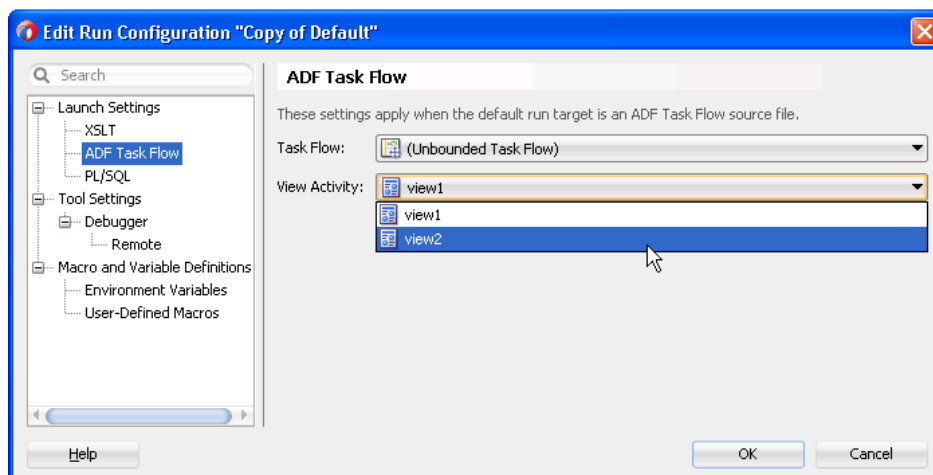 Edit Run Configuration "Copy of Default"
Search
Launch Settings
XSLT
ADF Task Flow
PL/SQL
Tool Settings
Debugger
Remote
Macro and Variable Definitions
Environment Variables
User-Defined Macros
ADF Task Flow
These settings apply when the default run target is an ADF Task Flow source file.
Task Flow: (Unbounded Task Flow)
View Activity: view1
view1
view2
Help
OK
Cancel